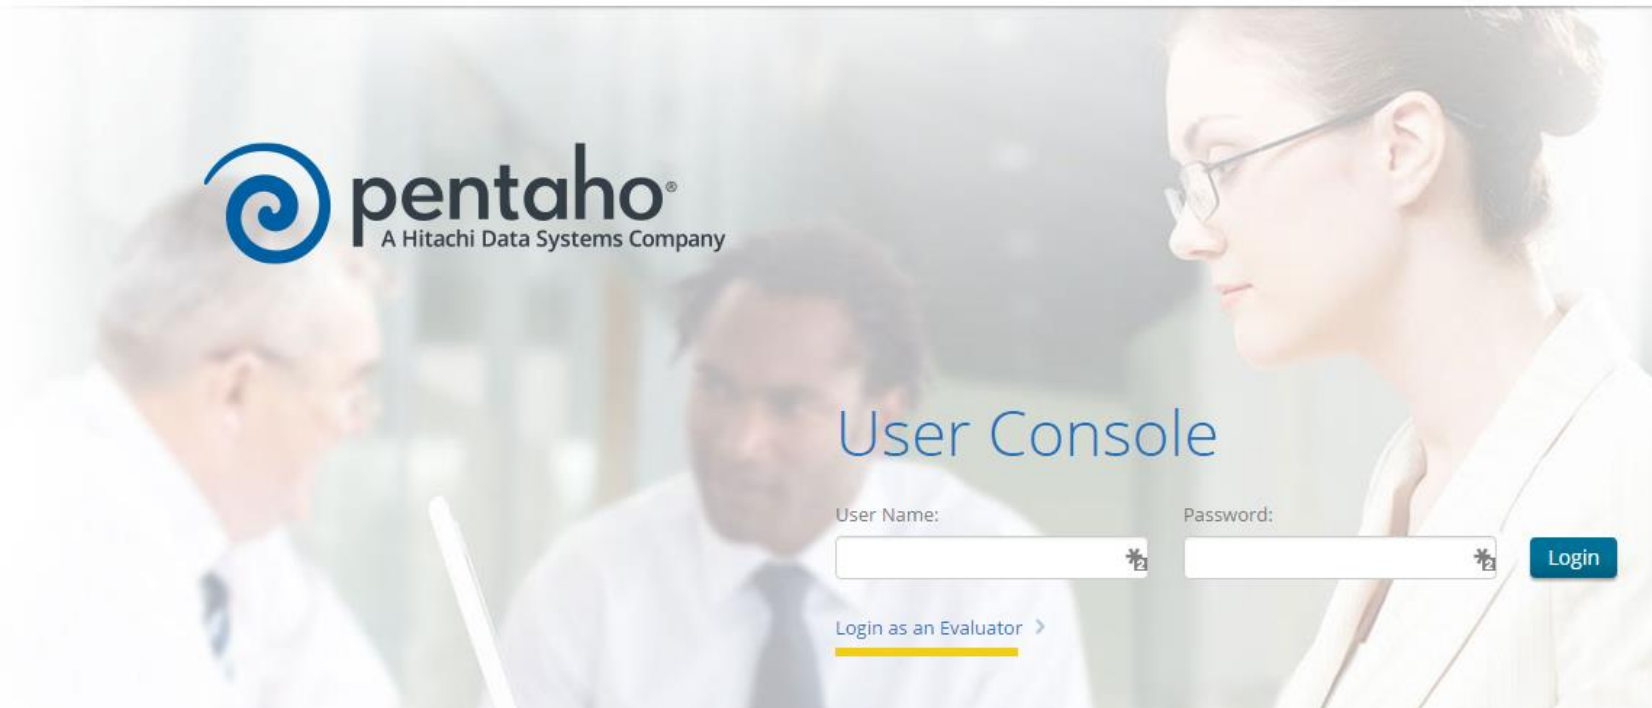 pentaho®
A Hitachi Data Systems Company
User Console
User Name:
Password:
Login
Login as an Evaluator >